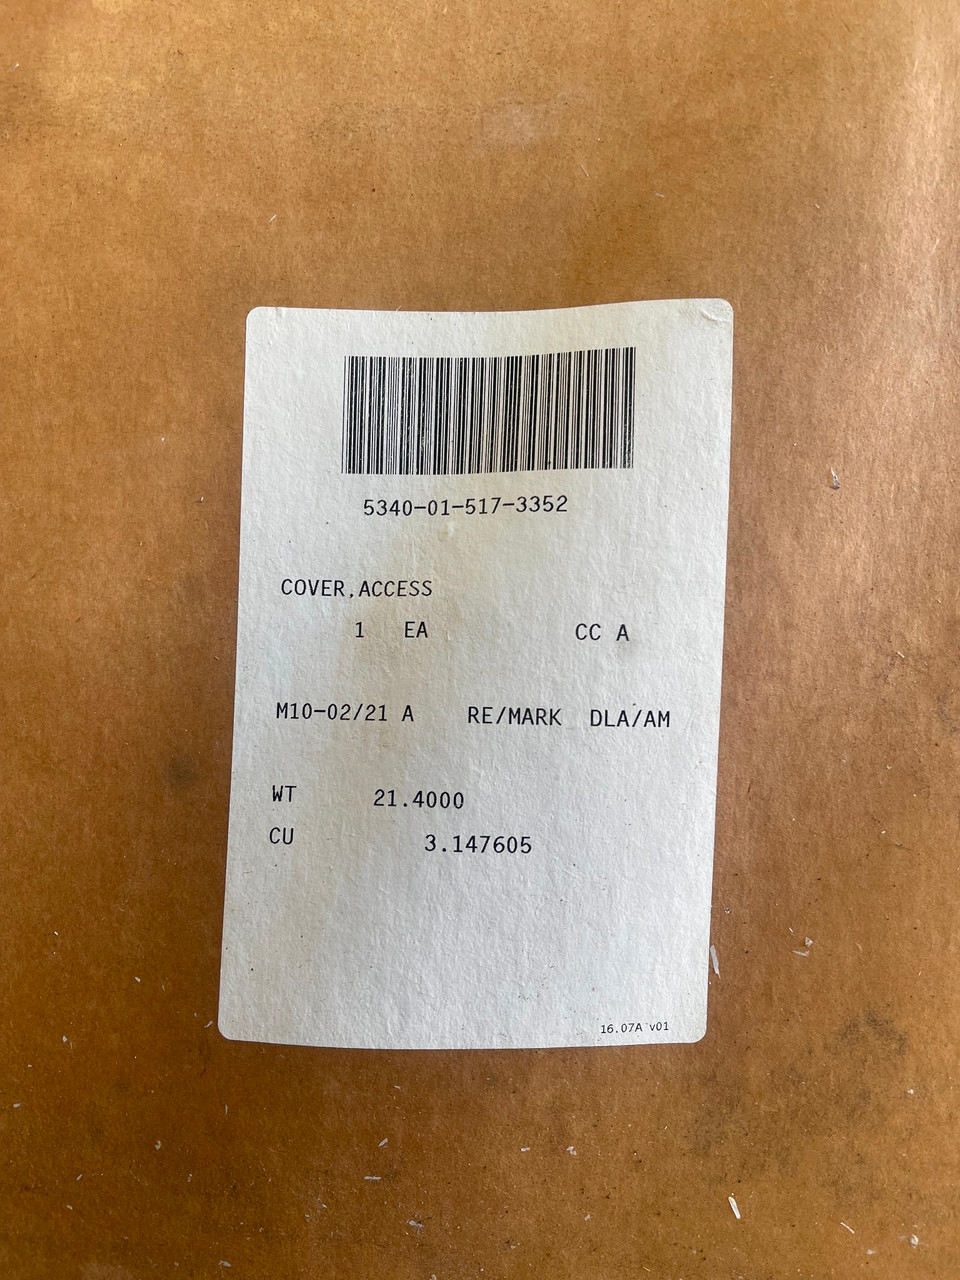 5340-01-517-3352
COVER,ACCESS
1 EA CC A
M10-02/21 A RE/MARK DLA/AM
WT 21.4000
CU 3.147605
16.07A v01